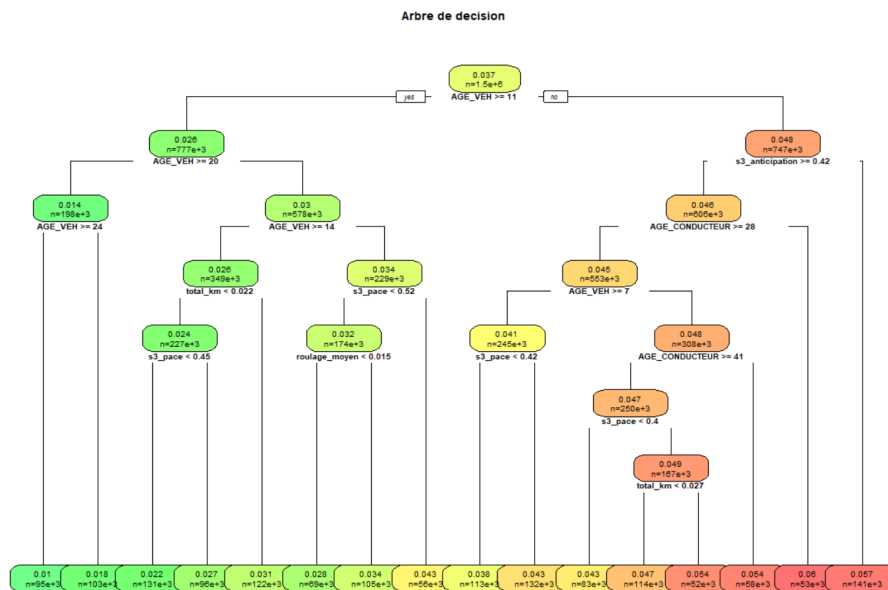 Arbre de decision
0.037
n=1.5e+6
yes
AGE_VEH >= 11
no
0.026
n=777e+3
AGE_VEH >= 20
0.048
n=747e+3
s3_anticipation >= 0.42
0.014
n=198e+3
AGE_VEH >= 24
0.03
n=578e+3
AGE_VEH >= 14
0.046
n=606e+3
AGE_CONDUCTEUR >= 28
0.026
n=349e+3
total_km < 0.022
0.034
n=229e+3
s3_pace < 0.52
0.045
n=553e+3
AGE_VEH >= 7
0.024
n=227e+3
s3_pace < 0.45
0.032
n=174e+3
roulage_moyen < 0.015
0.041
n=245e+3
s3_pace < 0.42
0.048
n=308e+3
AGE_CONDUCTEUR >= 41
0.047
n=250e+3
s3_pace < 0.4
0.049
n=167e+3
total_km < 0.027
0.01
n=95e+3
0.018
n=103e+3
0.022
n=131e+3
0.027
n=96e+3
0.031
n=122e+3
0.028
n=69e+3
0.034
n=105e+3
0.043
n=56e+3
0.038
n=113e+3
0.043
n=132e+3
0.043
n=83e+3
0.047
n=114e+3
0.054
n=52e+3
0.054
n=58e+3
0.06
n=53e+3
0.057
n=141e+3